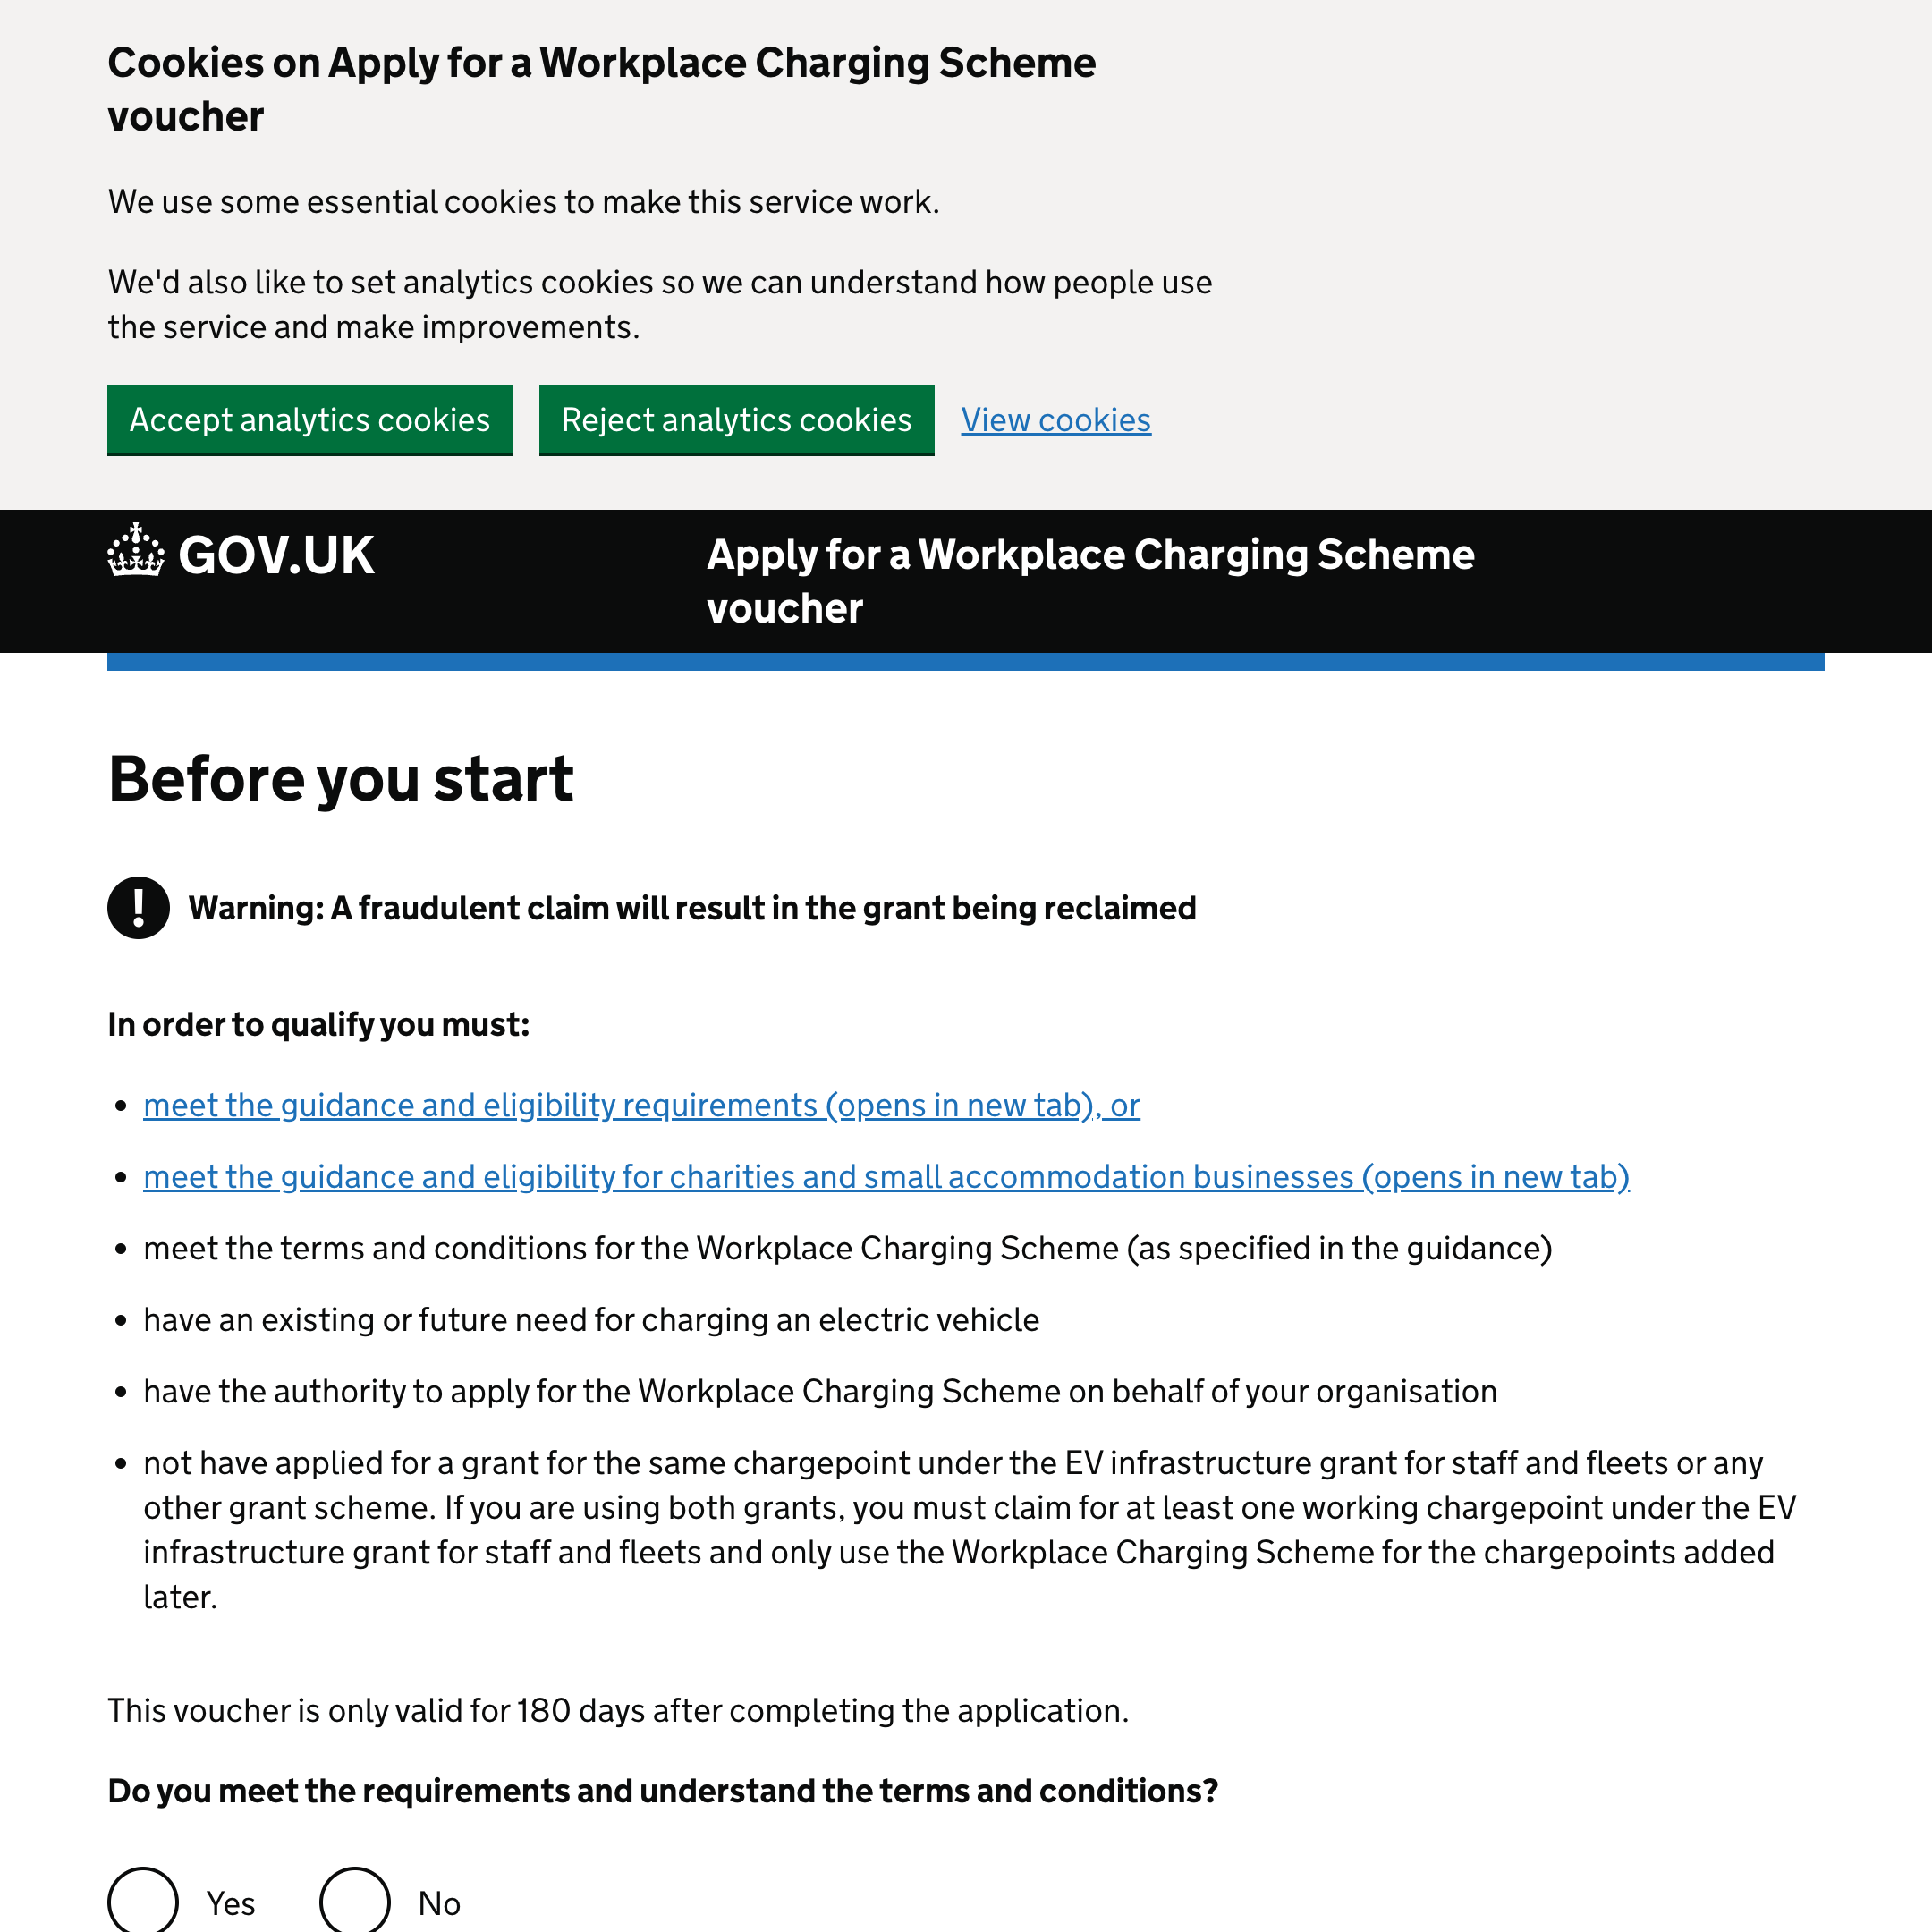 Cookies on Apply for a Workplace Charging Scheme
voucher
We use some essential cookies to make this service work.
We'd also like to set analytics cookies so we can understand how people use
the service and make improvements.
Accept analytics cookies
Reject analytics cookies
View cookies
GOV.UK
Apply for a Workplace Charging Scheme
voucher
Before you start
! Warning: A fraudulent claim will result in the grant being reclaimed
In order to qualify you must:
• meet the guidance and eligibility requirements (opens in new tab), or
• meet the guidance and eligibility for charities and small accommodation businesses (opens in new tab)
• meet the terms and conditions for the Workplace Charging Scheme (as specified in the guidance)
• have an existing or future need for charging an electric vehicle
• have the authority to apply for the Workplace Charging Scheme on behalf of your organisation
• not have applied for a grant for the same chargepoint under the EV infrastructure grant for staff and fleets or any
other grant scheme. If you are using both grants, you must claim for at least one working chargepoint under the EV
infrastructure grant for staff and fleets and only use the Workplace Charging Scheme for the chargepoints added
later.
This voucher is only valid for 180 days after completing the application.
Do you meet the requirements and understand the terms and conditions?
Yes
No